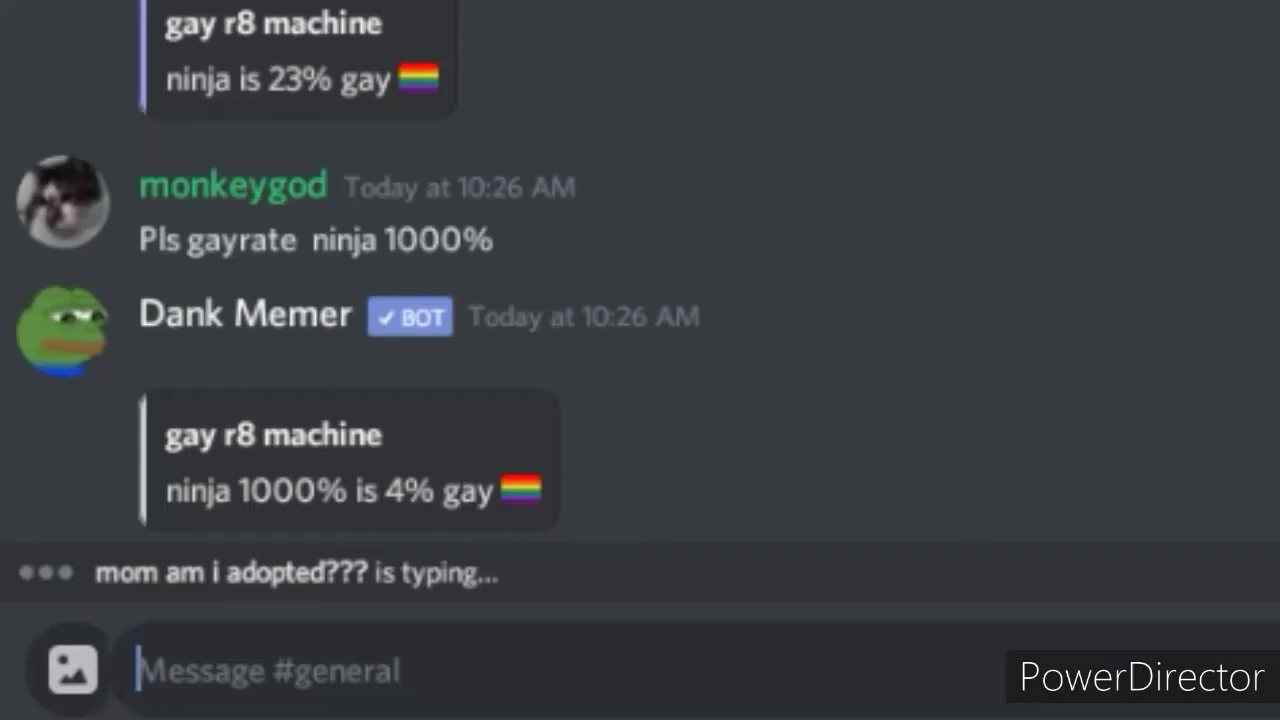 gay r8 machine
ninja is 23% gay
monkeygod Today at 10:26 AM
Pls gayrate ninja 1000%
Dank Memer ✓ BOT Today at 10:26 AM
gay r8 machine
ninja 1000% is 4% gay
mom am i adopted??? is typing...
Message #general
PowerDirector